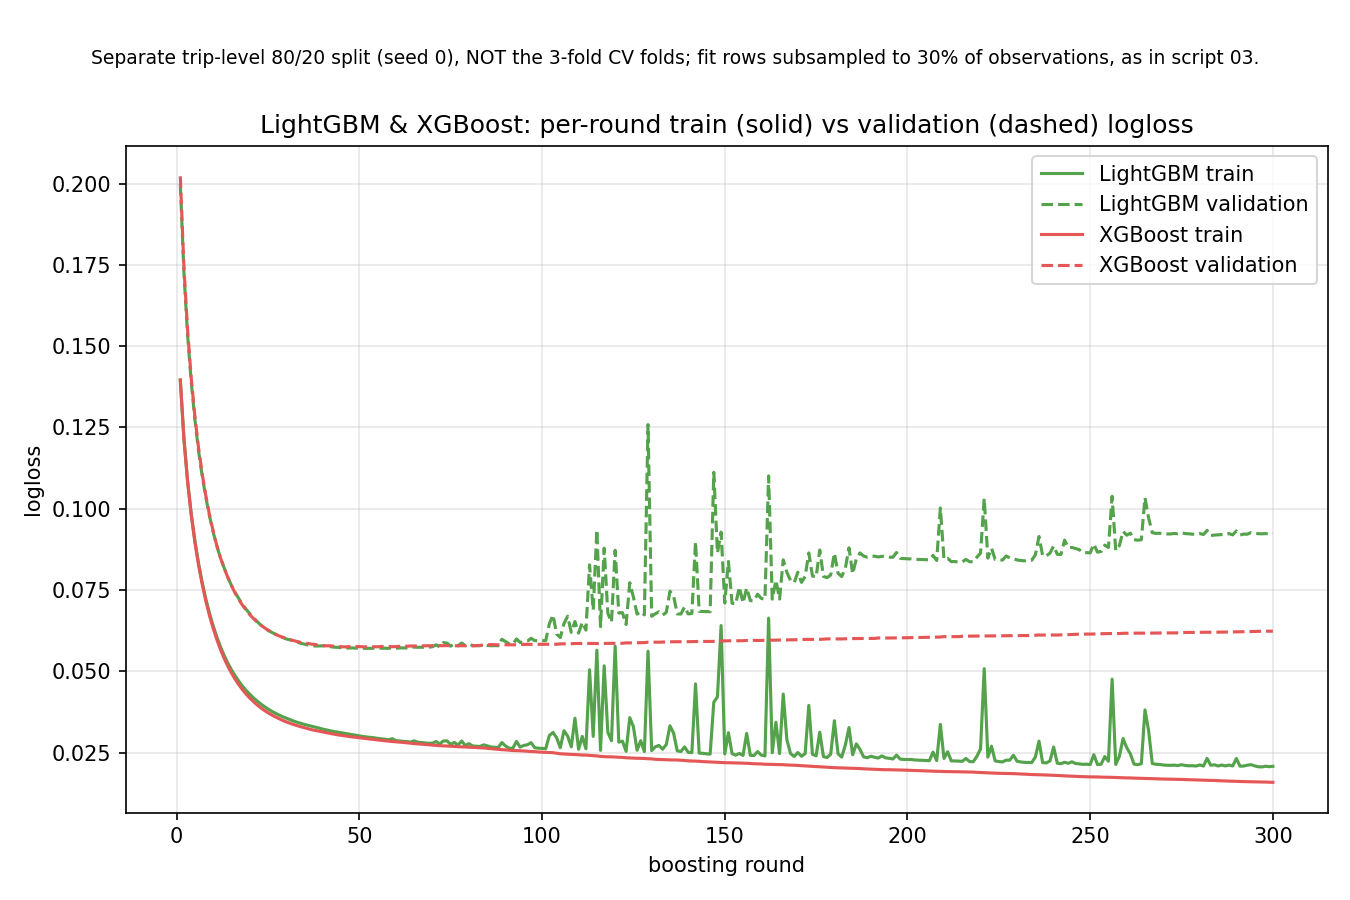 Separate trip-level 80/20 split (seed 0), NOT the 3-fold CV folds; fit rows subsampled to 30% of observations, as in script 03.
LightGBM & XGBoost: per-round train (solid) vs validation (dashed) logloss
LightGBM train
LightGBM validation
XGBoost train
XGBoost validation
logloss
0.200
0.175
0.150
0.125
0.100
0.075
0.050
0.025
0 50 100 150 200 250 300
boosting round